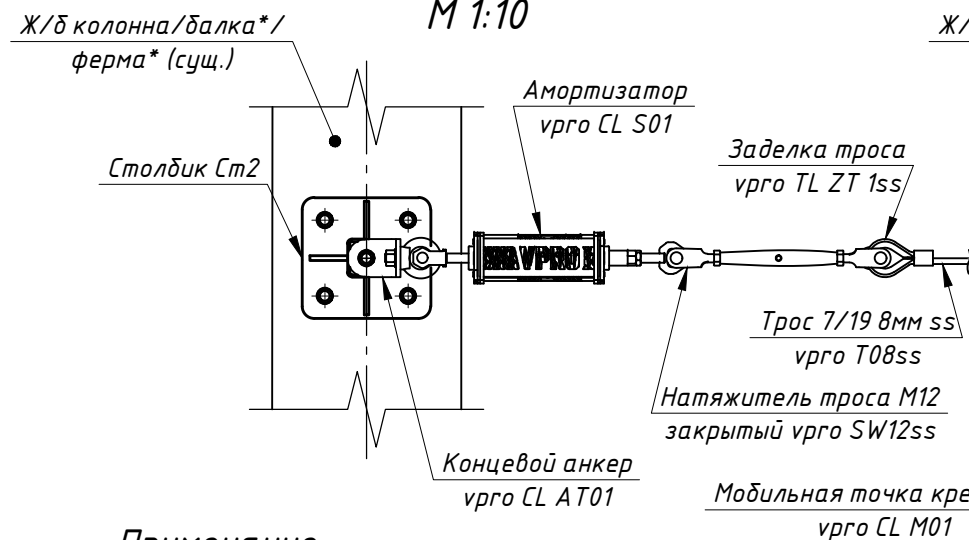 М 1:10
Ж/б колонна/балка*/
ферма* (сущ.)
Ж/
Амортизатор
vpro CL S01
Столбик Ст2
Заделка троса
vpro TL ZT 1ss
VPRO
Трос 7/19 8мм ss
vpro T08ss
Натяжитель троса М12
закрытый vpro SW12ss
Концевой анкер
vpro CL AT01
Мобильная точка кре
vpro CL M01